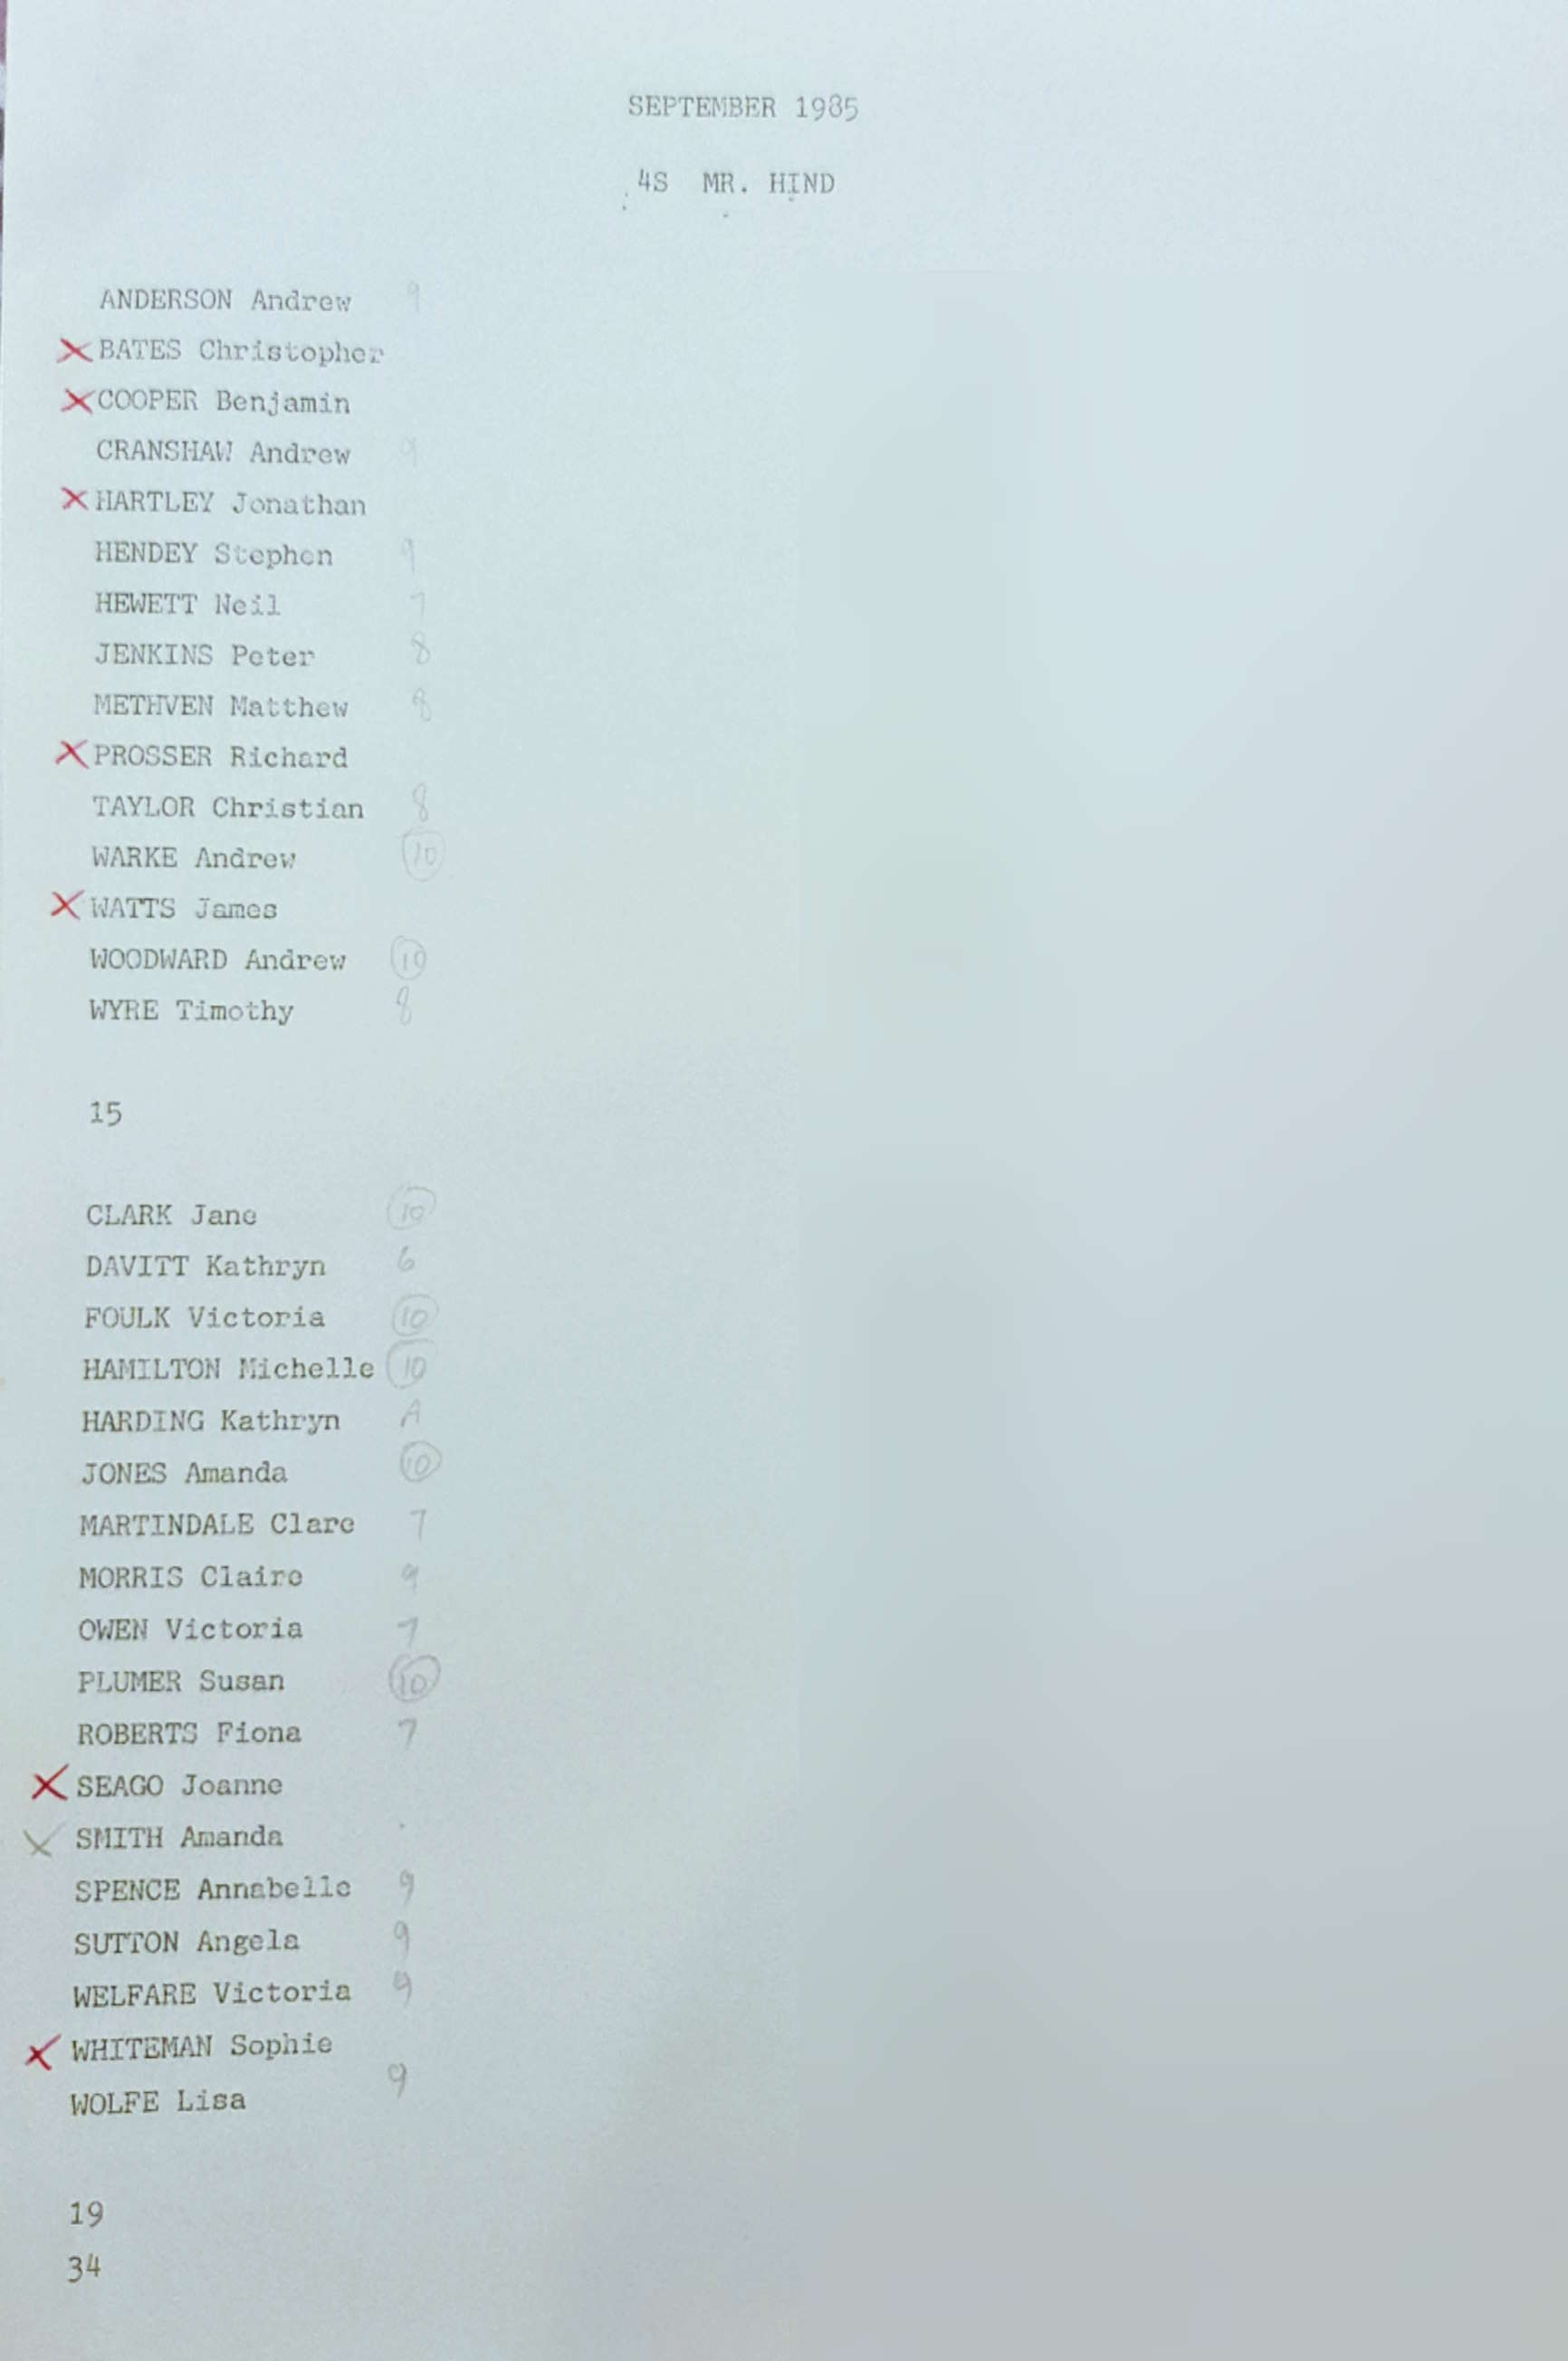 SEPTEMBER 1985
4S MR. HIND
ANDERSON Andrew 9
X BATES Christopher
X COOPER Benjamin
CRANSHAW Andrew 9
X HARTLEY Jonathan
HENDEY Stephen 9
HEWETT Neil 7
JENKINS Peter 8
METHVEN Matthew 8
X PROSSER Richard
TAYLOR Christian 8
WARKE Andrew 10
X WATTS James
WOODWARD Andrew 10
WYRE Timothy 8
15
CLARK Jane 10
DAVITT Kathryn 6
FOULK Victoria 10
HAMILTON Michelle 10
HARDING Kathryn A
JONES Amanda 10
MARTINDALE Clare 7
MORRIS Claire 9
OWEN Victoria 7
PLUMER Susan 10
ROBERTS Fiona 7
X SEAGO Joanne
X SMITH Amanda
SPENCE Annabelle 9
SUTTON Angela 9
WELFARE Victoria 9
X WHITEMAN Sophie
WOLFE Lisa 9
19
34